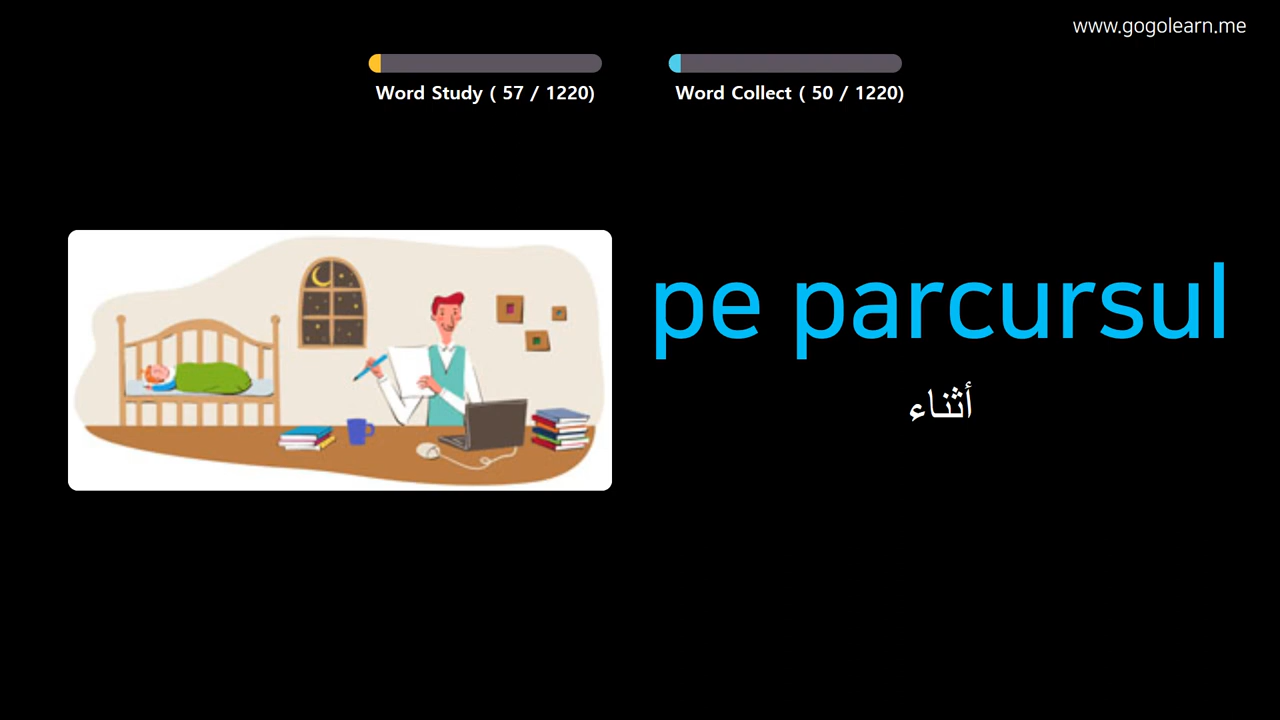 www.gogolearn.me
Word Study ( 57 / 1220)
Word Collect ( 50 / 1220)
pe parcursul
أثناء